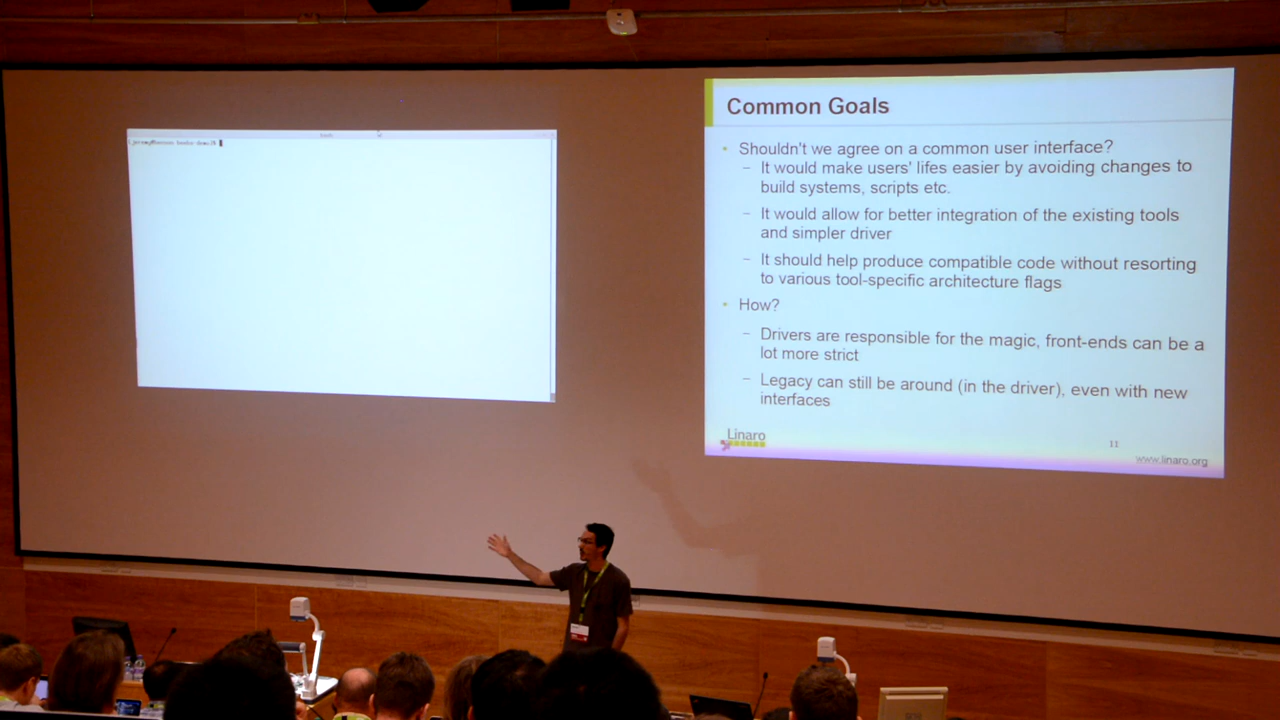 Common Goals
Shouldn't we agree on a common user interface?
– It would make users' lifes easier by avoiding changes to
build systems, scripts etc.
– It would allow for better integration of the existing tools
and simpler driver
– It should help produce compatible code without resorting
to various tool-specific architecture flags
How?
– Drivers are responsible for the magic, front-ends can be a
lot more strict
– Legacy can still be around (in the driver), even with new
interfaces
Linaro
11
www.linaro.org